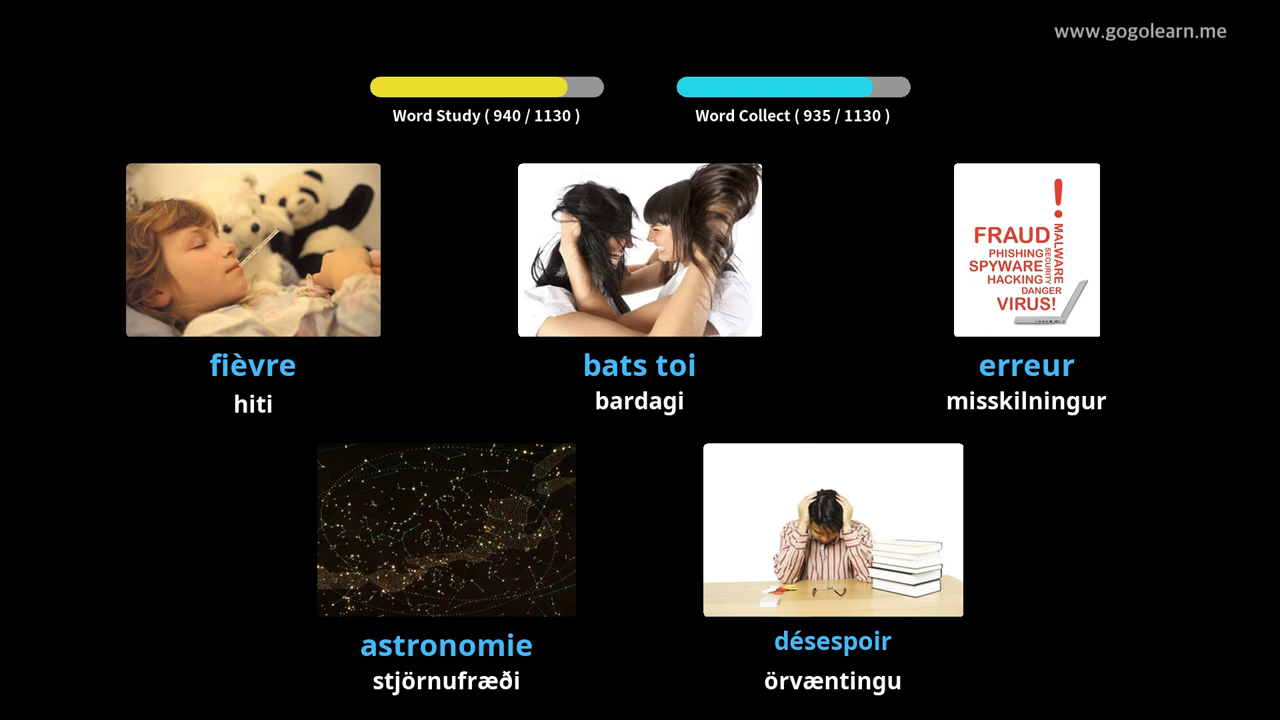 www.gogolearn.me
Word Study ( 940 / 1130 )
Word Collect ( 935 / 1130 )
!
FRAUD
PHISHING
SPYWARE
HACKING
DANGER
VIRUS!
MALWARE
SECURITY
fièvre
hiti
bats toi
bardagi
erreur
misskilningur
astronomie
stjörnufræði
désespoir
örvæntingu